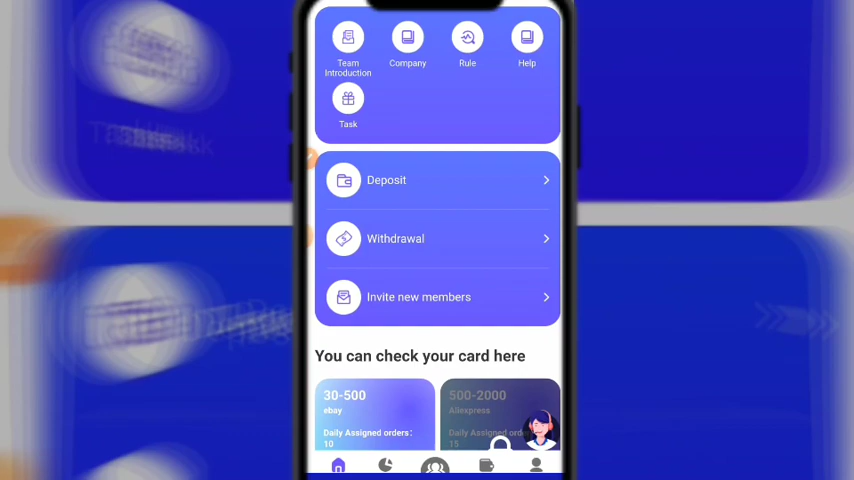 Team
Introduction
Company
Rule
Help
Task
Deposit
Withdrawal
Invite new members
You can check your card here
30-500
ebay
Daily Assigned orders:
10
500-2000
Aliexpress
Daily Assigned
15